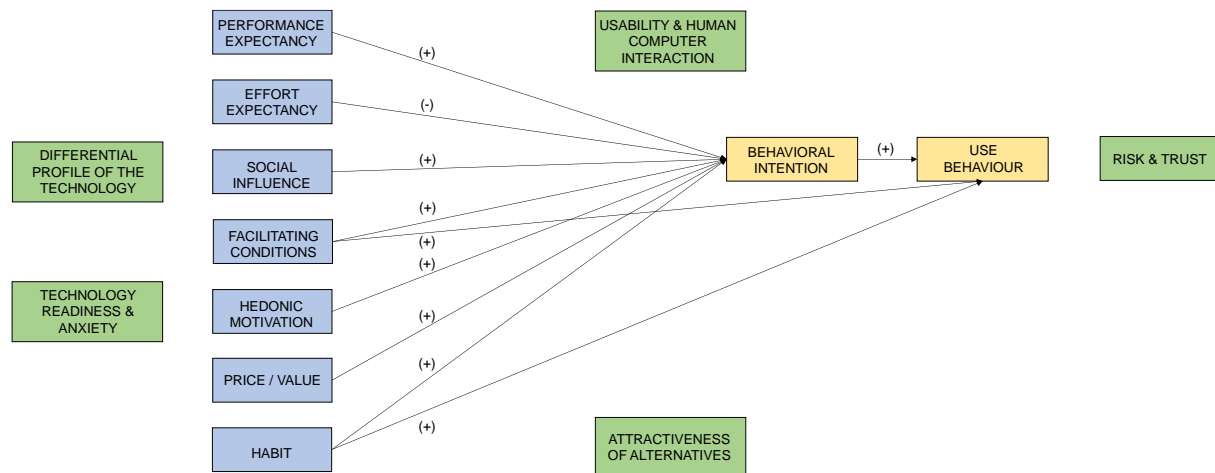 PERFORMANCE
EXPECTANCY
USABILITY & HUMAN
COMPUTER
INTERACTION
(+)
EFFORT
EXPECTANCY
(-)
DIFFERENTIAL
PROFILE OF THE
TECHNOLOGY
SOCIAL
INFLUENCE
(+)
BEHAVIORAL
INTENTION
(+)
USE
BEHAVIOUR
RISK & TRUST
FACILITATING
CONDITIONS
(+)
(+)
(+)
TECHNOLOGY
READINESS &
ANXIETY
HEDONIC
MOTIVATION
(+)
PRICE / VALUE
(+)
HABIT
(+)
ATTRACTIVENESS
OF ALTERNATIVES